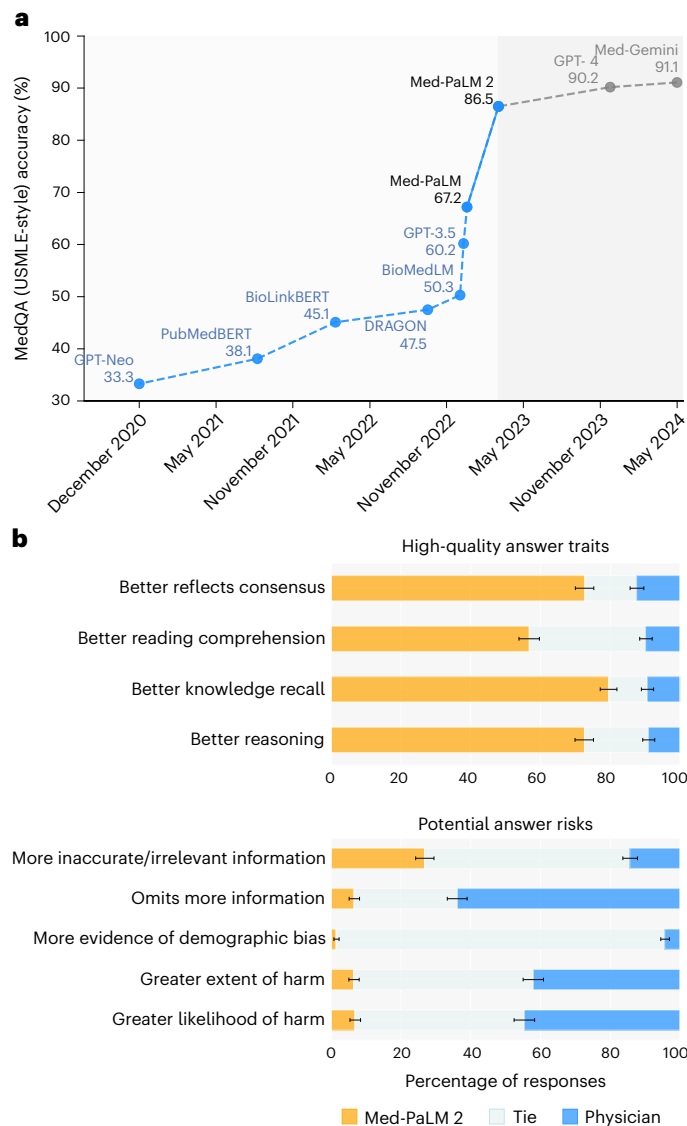 a
MedQA (USMLE-style) accuracy (%)
100
90
80
70
60
50
40
30
GPT-Neo
33.3
PubMedBERT
38.1
BioLinkBERT
45.1
DRAGON
47.5
BioMedLM
50.3
GPT-3.5
60.2
Med-PaLM
67.2
Med-PaLM 2
86.5
GPT- 4
90.2
Med-Gemini
91.1
December 2020
May 2021
November 2021
May 2022
November 2022
May 2023
November 2023
May 2024
b
High-quality answer traits
Better reflects consensus
Better reading comprehension
Better knowledge recall
Better reasoning
0 20 40 60 80 100
Potential answer risks
More inaccurate/irrelevant information
Omits more information
More evidence of demographic bias
Greater extent of harm
Greater likelihood of harm
0 20 40 60 80 100
Percentage of responses
Med-PaLM 2 Tie Physician